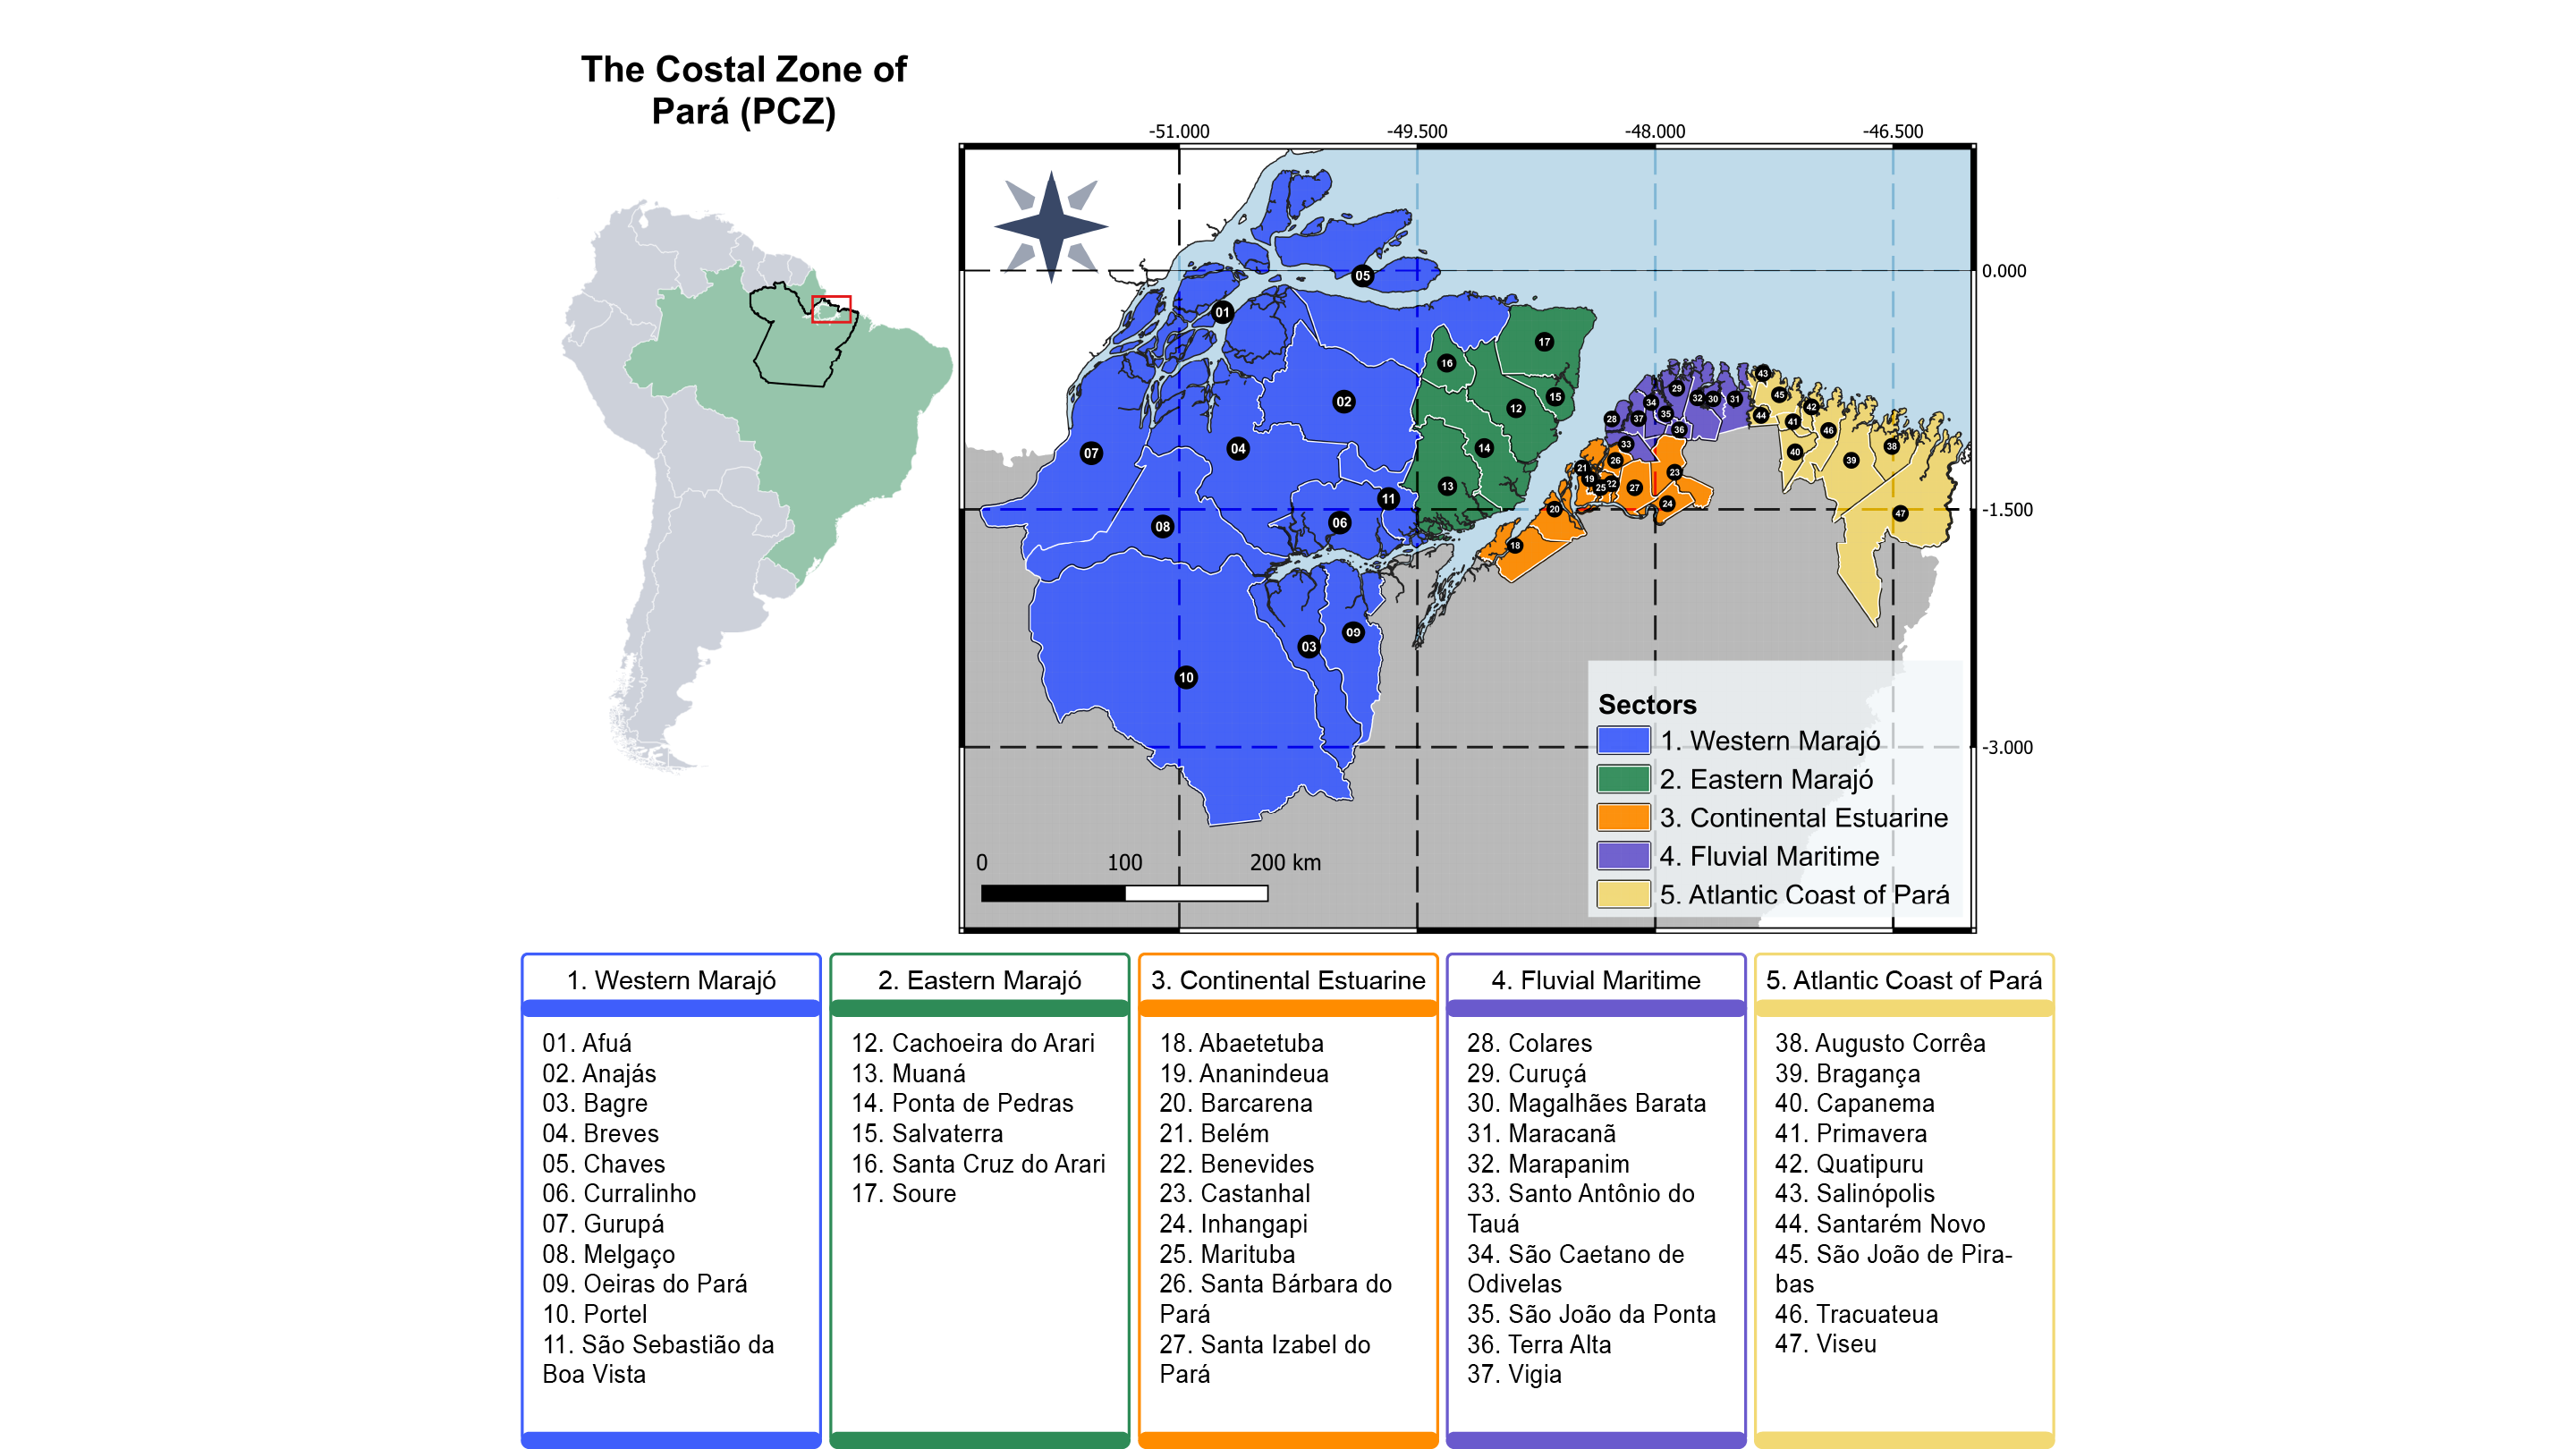 The Costal Zone of
Pará (PCZ)
-51.000
-49.500
-48.000
-46.500
0.000
-1.500
-3.000
01
02
03
04
05
06
07
08
09
10
11
12
13
14
15
16
17
18
19
20
21
22
23
24
25
26
27
28
29
30
31
32
33
34
35
36
37
38
39
40
41
42
43
44
45
46
47
0 100 200 km
Sectors
1. Western Marajó
2. Eastern Marajó
3. Continental Estuarine
4. Fluvial Maritime
5. Atlantic Coast of Pará
1. Western Marajó
01. Afuá
02. Anajás
03. Bagre
04. Breves
05. Chaves
06. Curralinho
07. Gurupá
08. Melgaço
09. Oeiras do Pará
10. Portel
11. São Sebastião da
Boa Vista
2. Eastern Marajó
12. Cachoeira do Arari
13. Muaná
14. Ponta de Pedras
15. Salvaterra
16. Santa Cruz do Arari
17. Soure
3. Continental Estuarine
18. Abaetetuba
19. Ananindeua
20. Barcarena
21. Belém
22. Benevides
23. Castanhal
24. Inhangapi
25. Marituba
26. Santa Bárbara do
Pará
27. Santa Izabel do
Pará
4. Fluvial Maritime
28. Colares
29. Curuçá
30. Magalhães Barata
31. Maracanã
32. Marapanim
33. Santo Antônio do
Tauá
34. São Caetano de
Odivelas
35. São João da Ponta
36. Terra Alta
37. Vigia
5. Atlantic Coast of Pará
38. Augusto Corrêa
39. Bragança
40. Capanema
41. Primavera
42. Quatipuru
43. Salinópolis
44. Santarém Novo
45. São João de Pira-
bas
46. Tracuateua
47. Viseu